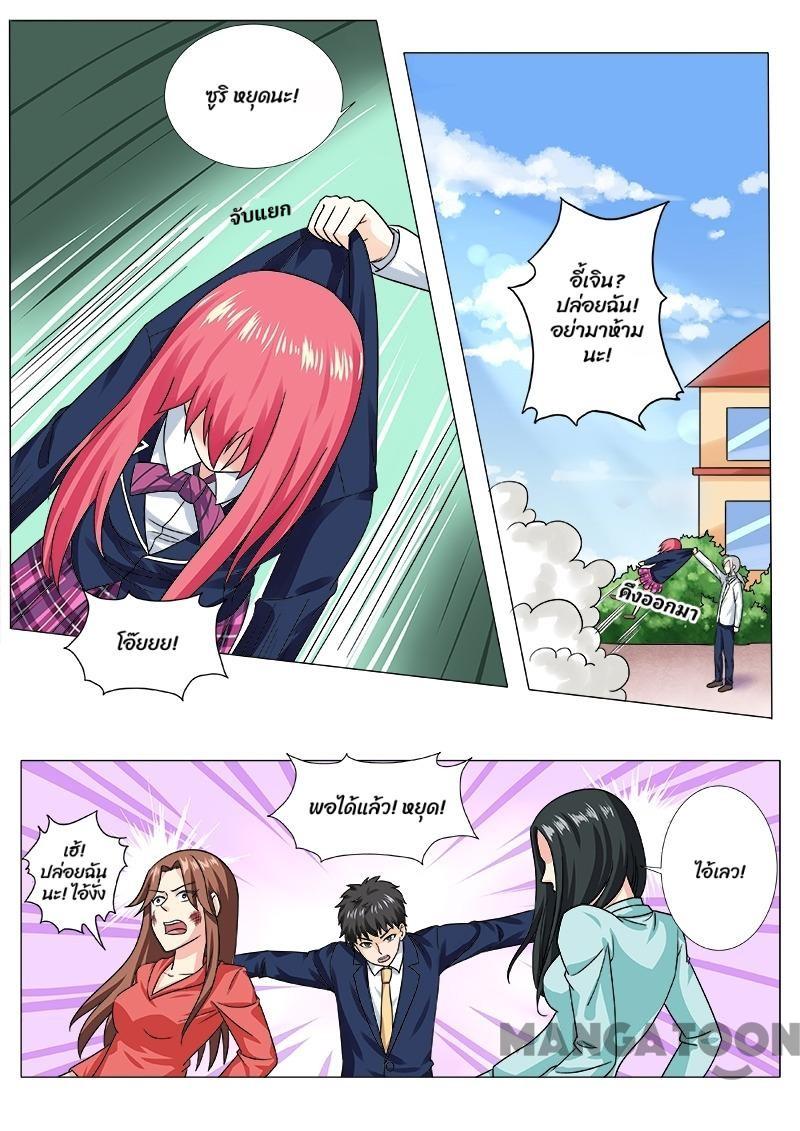 ซูริ หยุดนะ!
จับแยก
โอ๊ยยย!
อี้เจิน?
ปล่อยฉัน!
อย่ามาห้าม
นะ!
ดึงออกมา
เฮ้!
ปล่อยฉัน
นะ! ไอ้งั่ง
พอได้แล้ว! หยุด!
ไอ้เลว!
MANGATOON